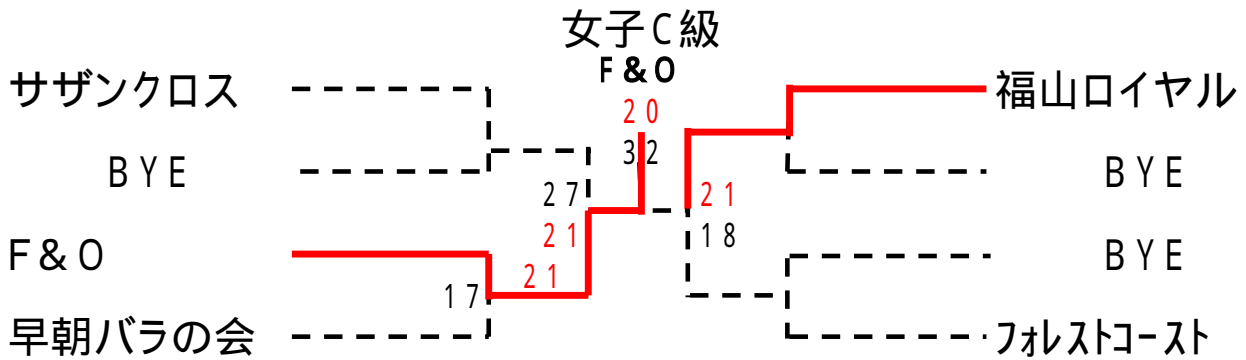 女子C級
F&O
サザンクロス
福山ロイヤル
20
32
BYE
BYE
27
21
21
18
F&O
BYE
21
17
早朝バラの会
フォレストコースト